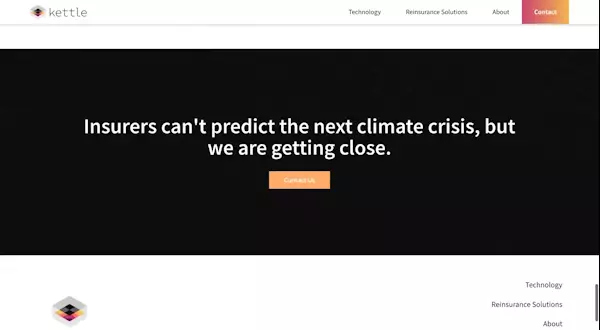 kettle
Technology
Reinsurance Solutions
About
Contact
Insurers can't predict the next climate crisis, but
we are getting close.
Contact Us
Technology
Reinsurance Solutions
About